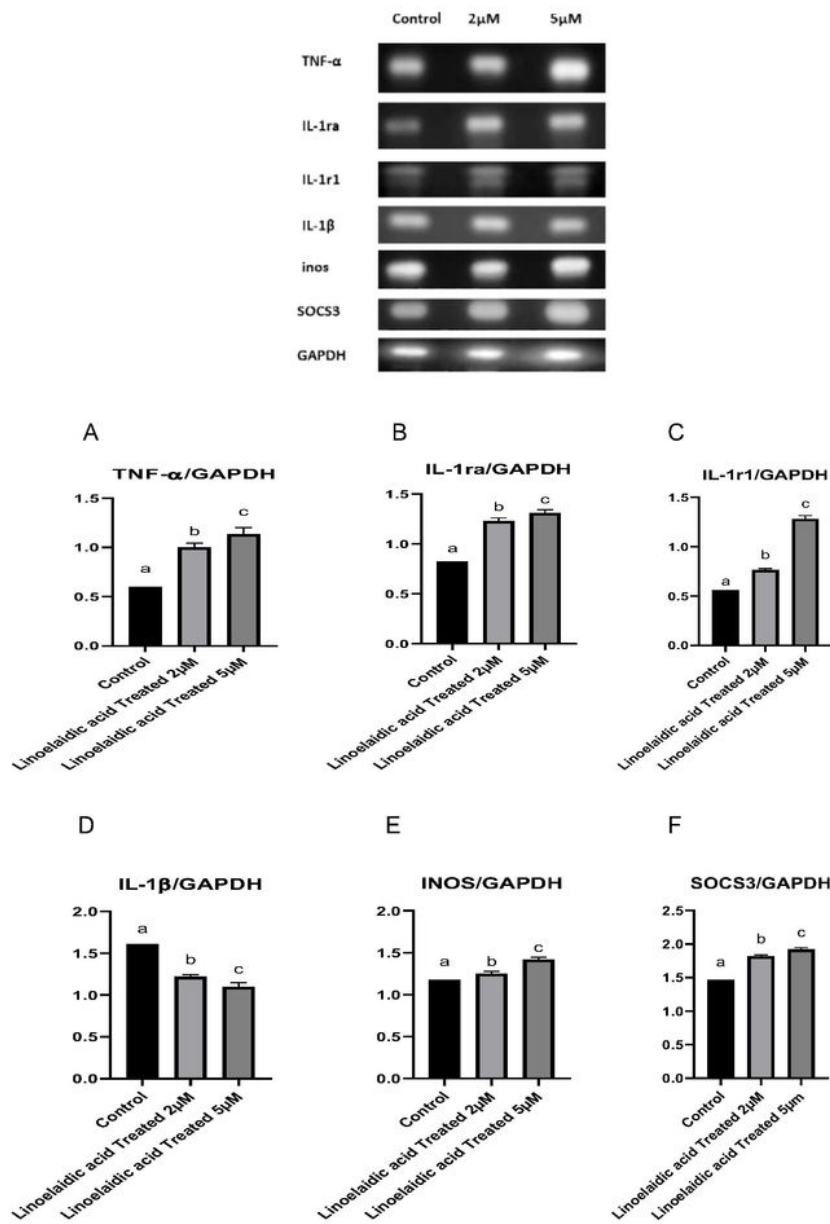 Control 2μM 5μM
TNF-α
IL-1ra
IL-1r1
IL-1β
inos
SOCS3
GAPDH
A
TNF-α/GAPDH
1.5
1.0
0.5
0.0
a
b
c
Control
Linoelaidic acid Treated 2μM
Linoelaidic acid Treated 5μM
B
IL-1ra/GAPDH
1.5
1.0
0.5
0.0
a
b
c
Control
Linoelaidic acid Treated 2μM
Linoelaidic acid Treated 5μM
C
IL-1r1/GAPDH
1.5
1.0
0.5
0.0
a
b
c
Control
Linoelaidic acid Treated 2μM
Linoelaidic acid Treated 5μM
D
IL-1β/GAPDH
2.0
1.5
1.0
0.5
0.0
a
b
c
Control
Linoelaidic acid Treated 2μM
Linoelaidic acid Treated 5μM
E
INOS/GAPDH
2.0
1.5
1.0
0.5
0.0
a
b
c
Control
Linoelaidic acid Treated 2μM
Linoelaidic acid Treated 5μM
F
SOCS3/GAPDH
2.5
2.0
1.5
1.0
0.5
0.0
a
b
c
Control
Linoelaidic acid Treated 2μM
Linoelaidic acid Treated 5μm